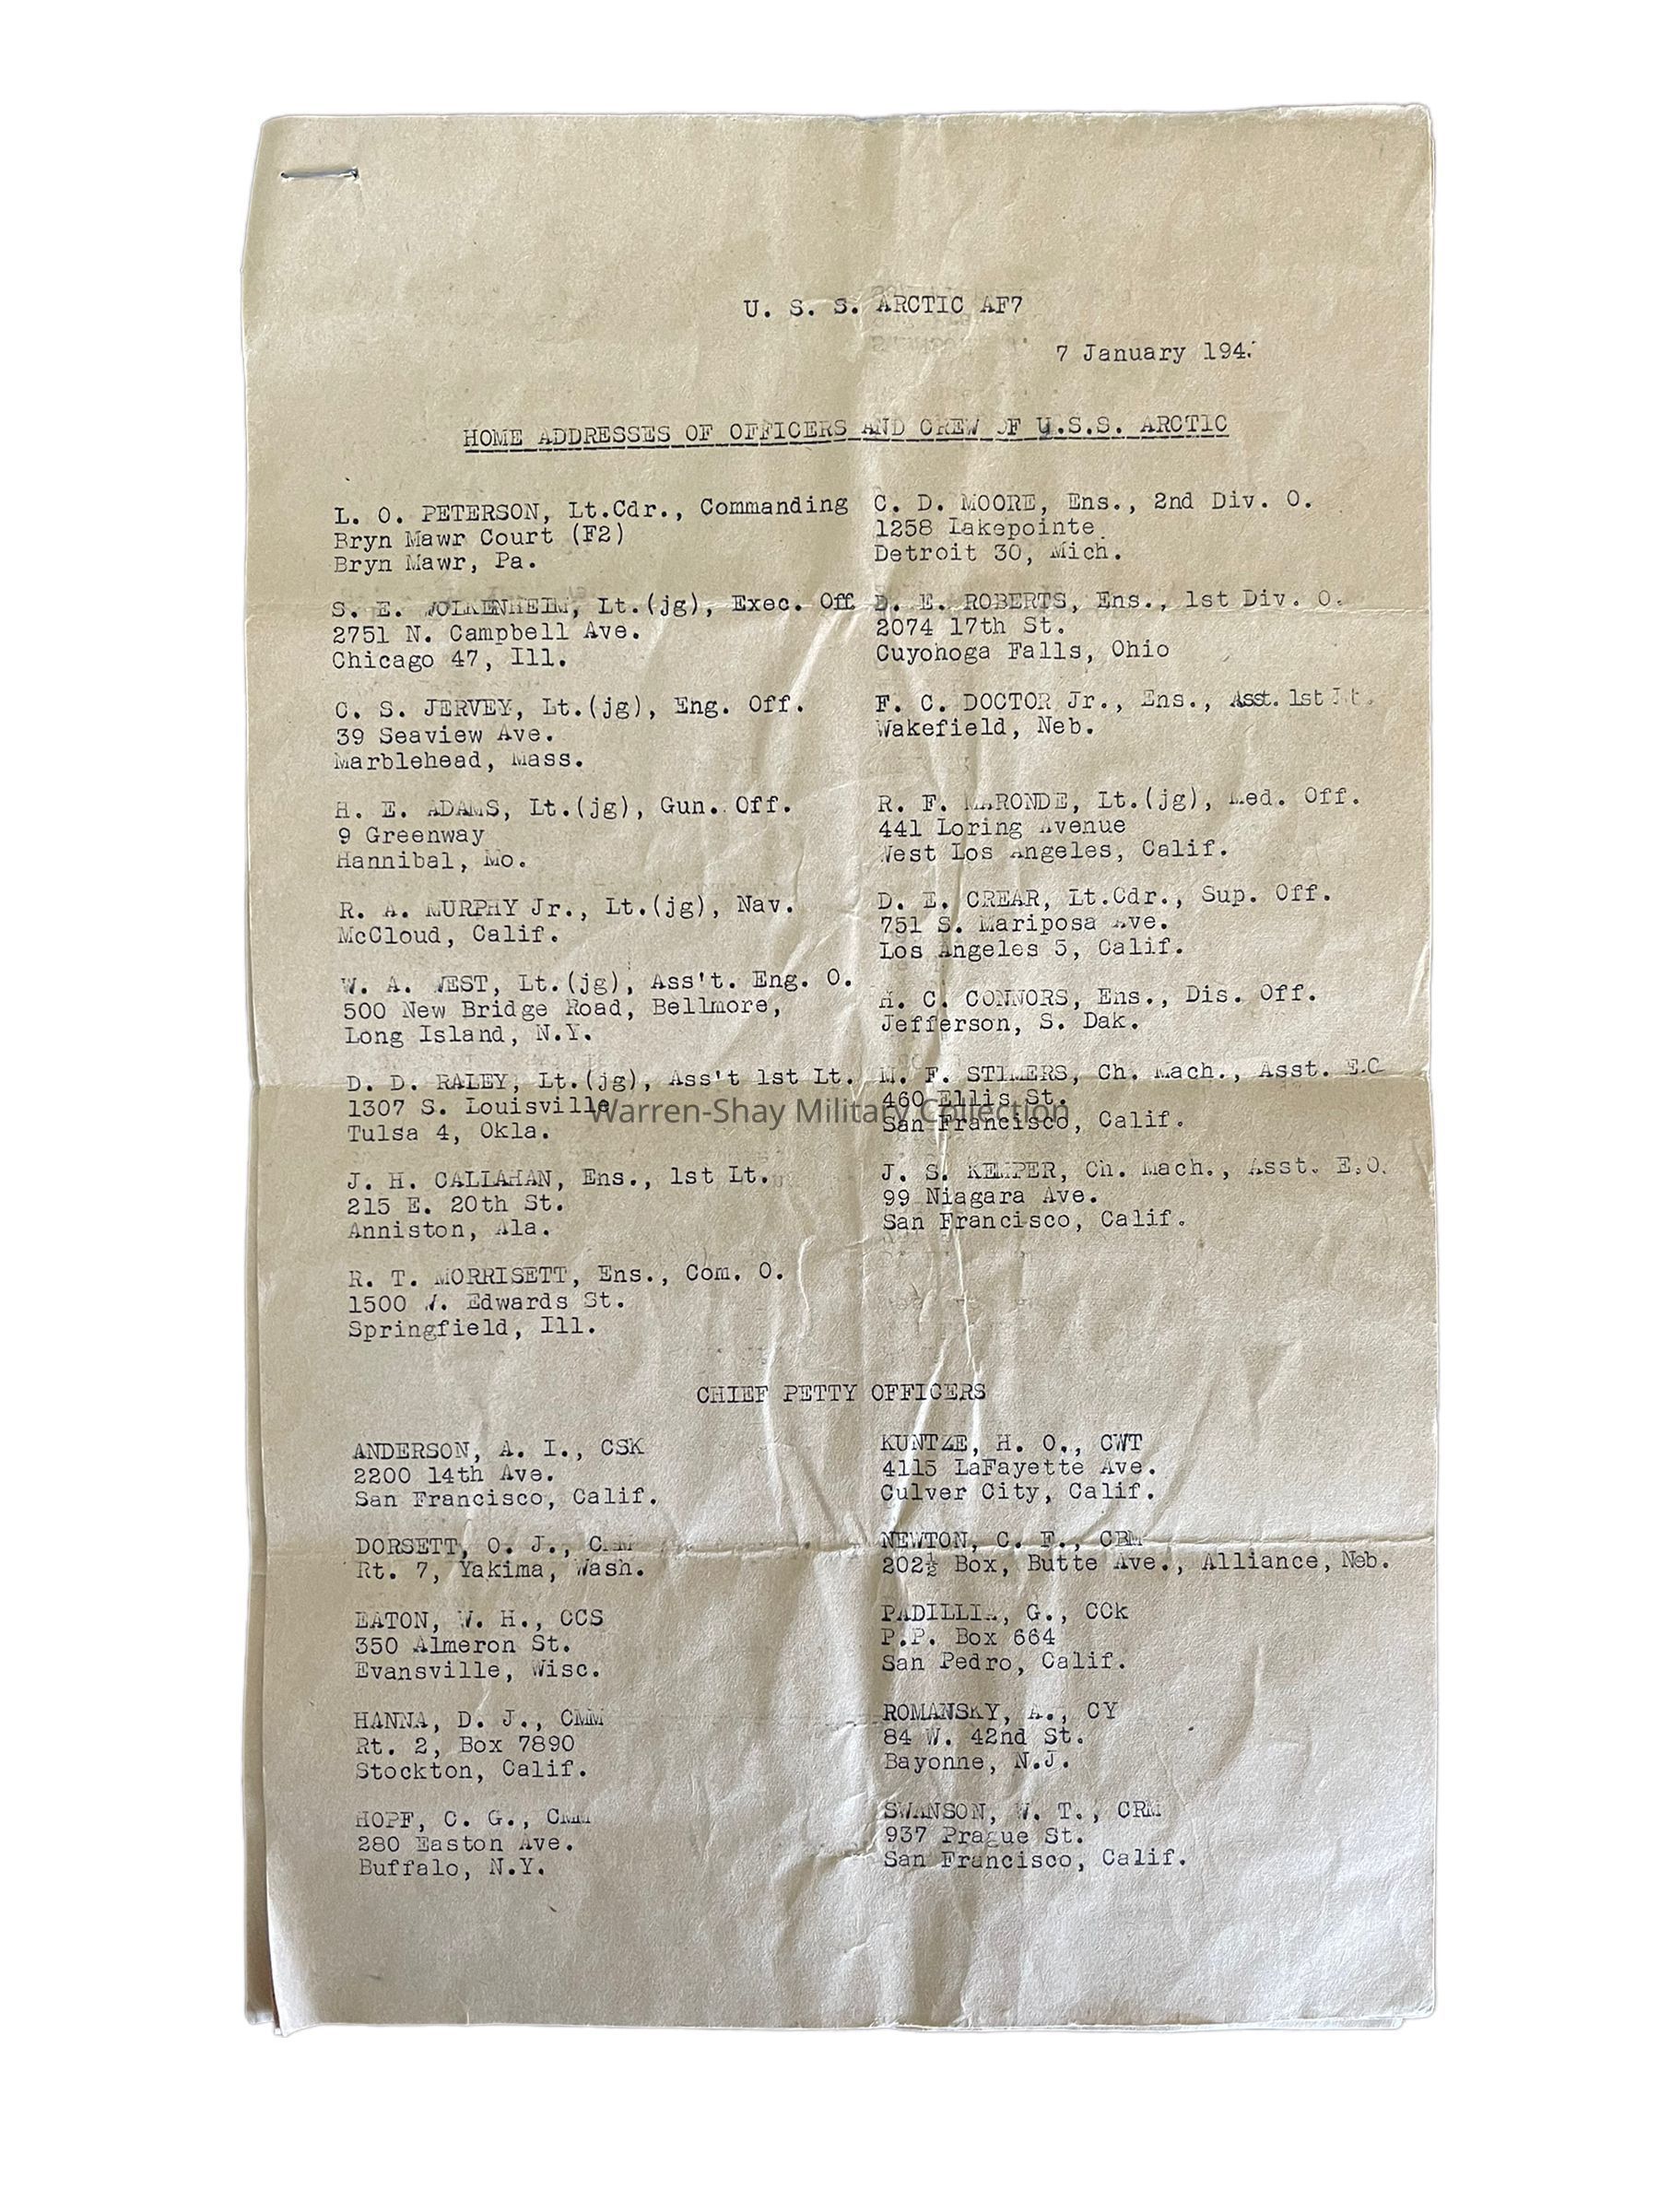 U. S. S. ARCTIC AF7
7 January 194
HOME ADDRESSES OF OFFICERS AND CREW OF U.S.S. ARCTIC
L. O. PETERSON, Lt.Cdr., Commanding
Bryn Mawr Court (F2)
Bryn Mawr, Pa.
S. E. Lt.(jg), Exec. Off
2751 N. Campbell Ave.
Chicago 47, Ill.
C. S. JERVEY, Lt.(jg), Eng. Off.
39 Seaview Ave.
Marblehead, Mass.
H. E. ADAMS, Lt.(jg), Gun. Off.
9 Greenway
Hannibal, Mo.
R. A. MURPHY Jr., Lt.(jg), Nav.
McCloud, Calif.
W. A. WEST, Lt.(jg), Ass't. Eng. O.
500 New Bridge Road, Bellmore,
Long Island, N.Y.
D. D. RALEY, Lt.(jg), Ass't 1st Lt.
1307 S. Louisville
Tulsa 4, Okla.
J. H. CALLAHAN, Ens., 1st Lt.
215 E. 20th St.
Anniston, Ala.
R. T. MORRISETT, Ens., Com. O.
1500 W. Edwards St.
Springfield, Ill.
C. D. MOORE, Ens., 2nd Div. O.
1258 Lakepointe
Detroit 30, Mich.
D. E. ROBERTS, Ens., 1st Div. O.
2074 17th St.
Cuyohoga Falls, Ohio
F. C. DOCTOR Jr., Ens., Asst. 1st Lt.
Wakefield, Neb.
R. F. MARONDE, Lt.(jg), Med. Off.
441 Loring Avenue
West Los Angeles, Calif.
D. E. CREAR, Lt.Cdr., Sup. Off.
751 S. Mariposa Ave.
Los Angeles 5, Calif.
H. C. CONNORS, Ens., Dis. Off.
Jefferson, S. Dak.
M. F. STIMERS, Ch. Mach., Asst. E.O.
460 Ellis St.
San Francisco, Calif.
J. S. KEMPER, Ch. Mach., Asst. E.O.
99 Niagara Ave.
San Francisco, Calif.
CHIEF PETTY OFFICERS
ANDERSON, A. I., CSK
2200 14th Ave.
San Francisco, Calif.
DORSETT, O. J.,
Rt. 7, Yakima, Wash.
EATON, W. H., CCS
350 Almeron St.
Evansville, Wisc.
HANNA, D. J., CMM
Rt. 2, Box 7890
Stockton, Calif.
HOPF, C. G., CMM
280 Easton Ave.
Buffalo, N.Y.
KUNTZE, H. O., CWT
4115 LaFayette Ave.
Culver City, Calif.
NEWTON, C. F., CBM
202½ Box, Butte Ave., Alliance, Neb.
PADILLIA, G., CCk
P.P. Box 664
San Pedro, Calif.
ROMANSKY, A., CY
84 W. 42nd St.
Bayonne, N.J.
SWANSON, W. T., CRM
937 Prague St.
San Francisco, Calif.
Warren-Shay Military Collection